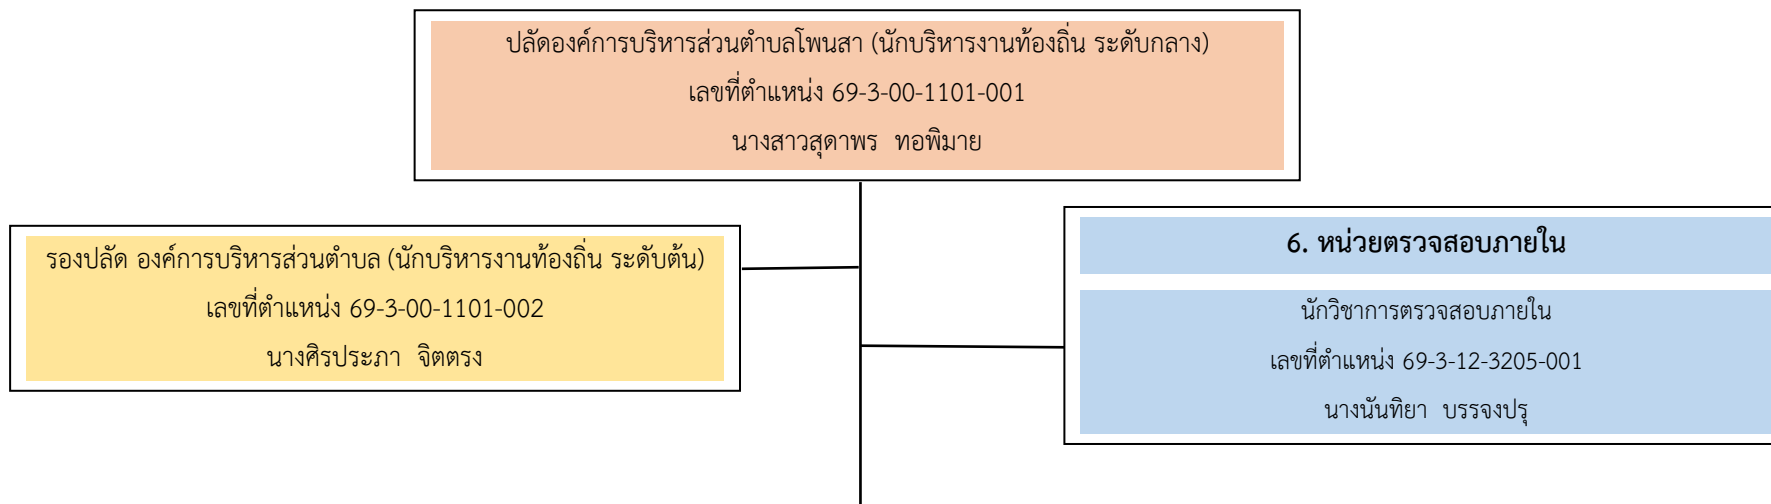 ปลัดองค์การบริหารส่วนตำบลโพนสา (นักบริหารงานท้องถิ่น ระดับกลาง)
เลขที่ตำแหน่ง 69-3-00-1101-001
นางสาวสุดาพร ทอพิมาย
รองปลัด องค์การบริหารส่วนตำบล (นักบริหารงานท้องถิ่น ระดับต้น)
เลขที่ตำแหน่ง 69-3-00-1101-002
นางศิรประภา จิตตรง
6. หน่วยตรวจสอบภายใน
นักวิชาการตรวจสอบภายใน
เลขที่ตำแหน่ง 69-3-12-3205-001
นางนันทิยา บรรจงปรุ